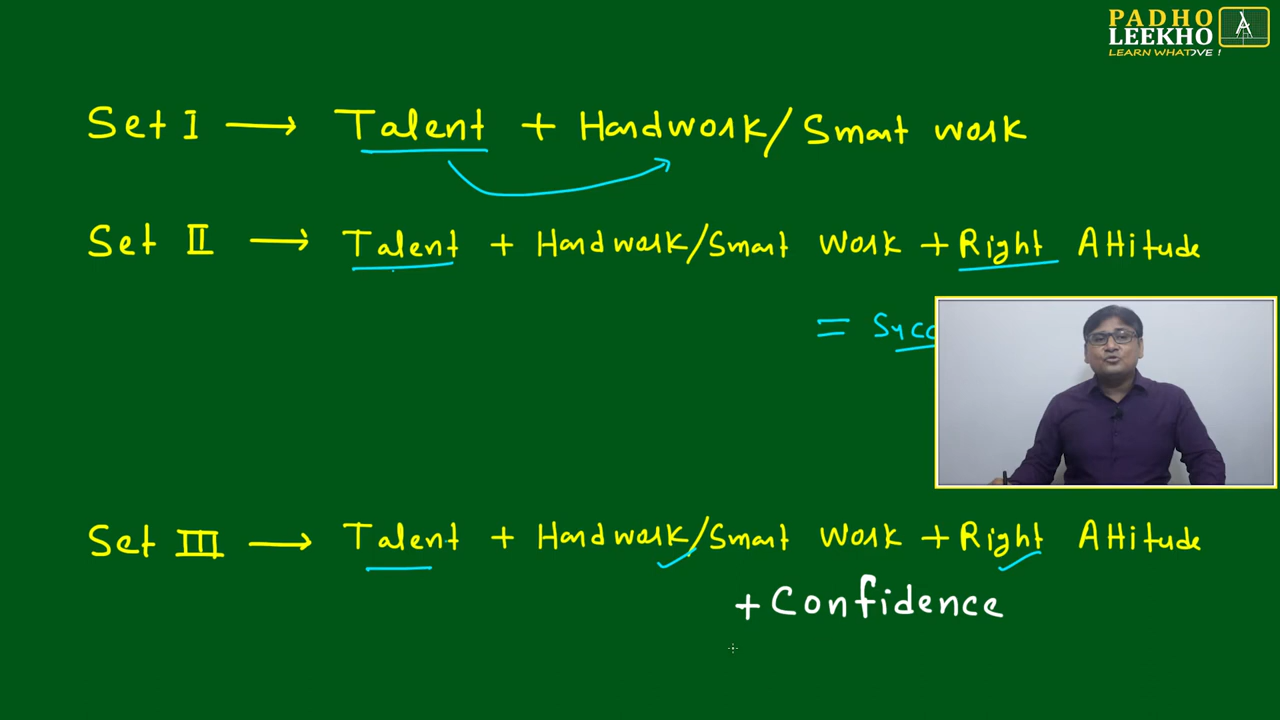 PADHO
LEEKHO
Set I → Talent + Hardwork/Smart work
Set II → Talent + Hardwork/Smart Work + Right Attitude
=
Set III → Talent + Hardwork/Smart Work + Right Attitude
+ Confidence